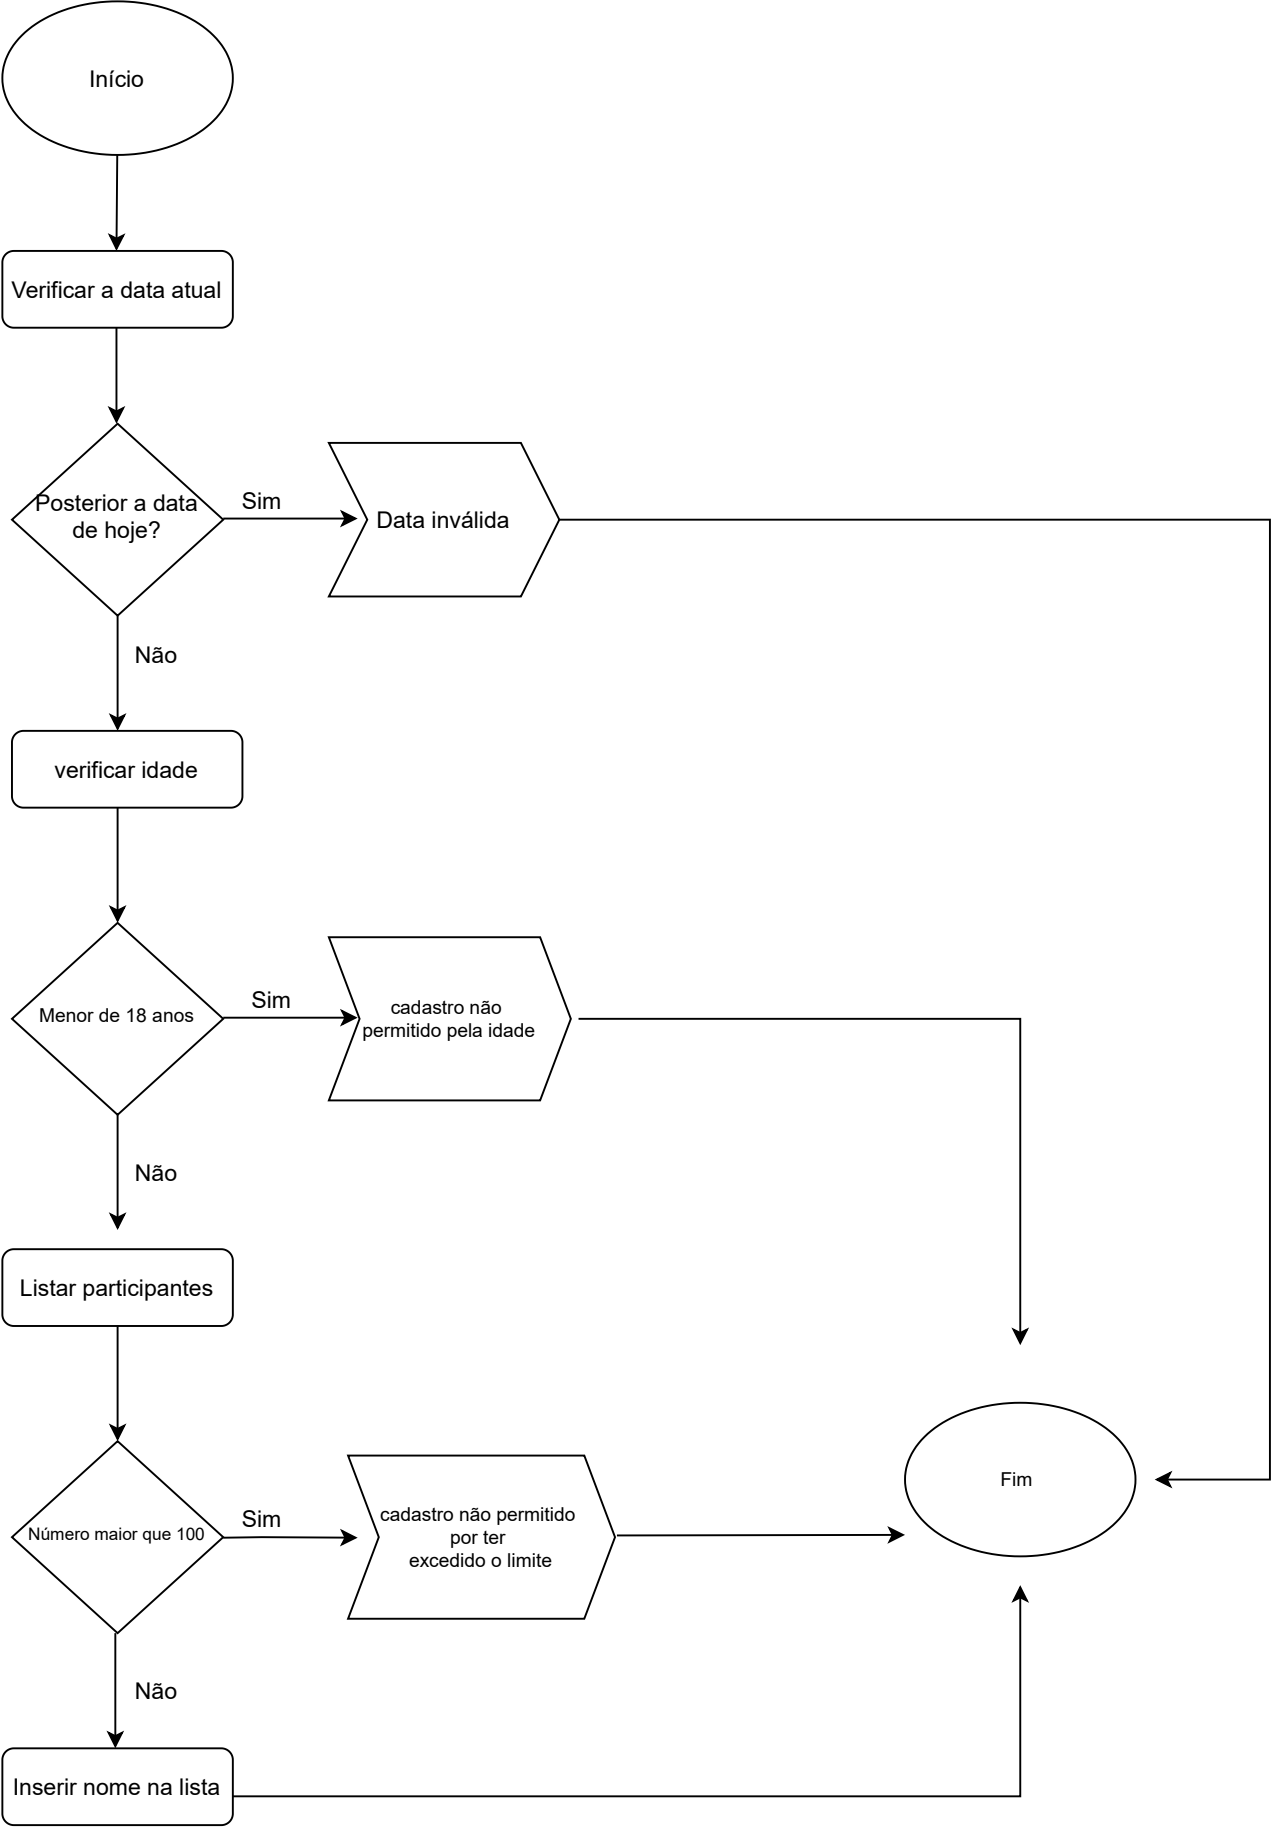 Início
Verificar a data atual
Posterior a data
de hoje?
Sim
Data inválida
Não
verificar idade
Menor de 18 anos
Sim
cadastro não
permitido pela idade
Não
Listar participantes
Número maior que 100
Sim
cadastro não permitido
por ter
excedido o limite
Fim
Não
Inserir nome na lista